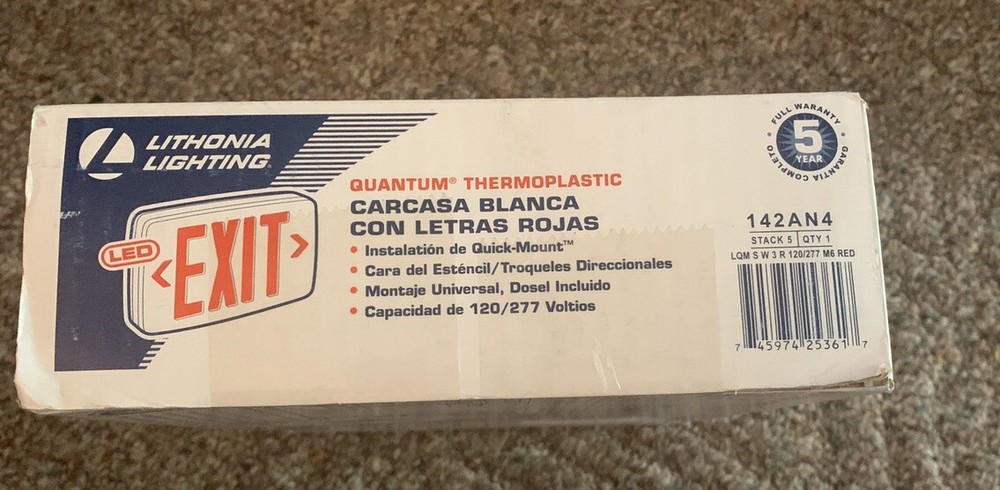 LITHONIA
LIGHTING
LED
EXIT
QUANTUM® THERMOPLASTIC
CARCASA BLANCA
CON LETRAS ROJAS
• Instalatión de Quick-Mount™
• Cara del Esténcil/Troqueles Direccionales
• Montaje Universal, Dosel Incluido
• Capacidad de 120/277 Voltios
FULL WARANTY
5
YEAR
GARANTIA COMPLETO
142AN4
STACK 5 | QTY 1
LQM S W 3 R 120/277 M6 RED
7 45974 25361 7